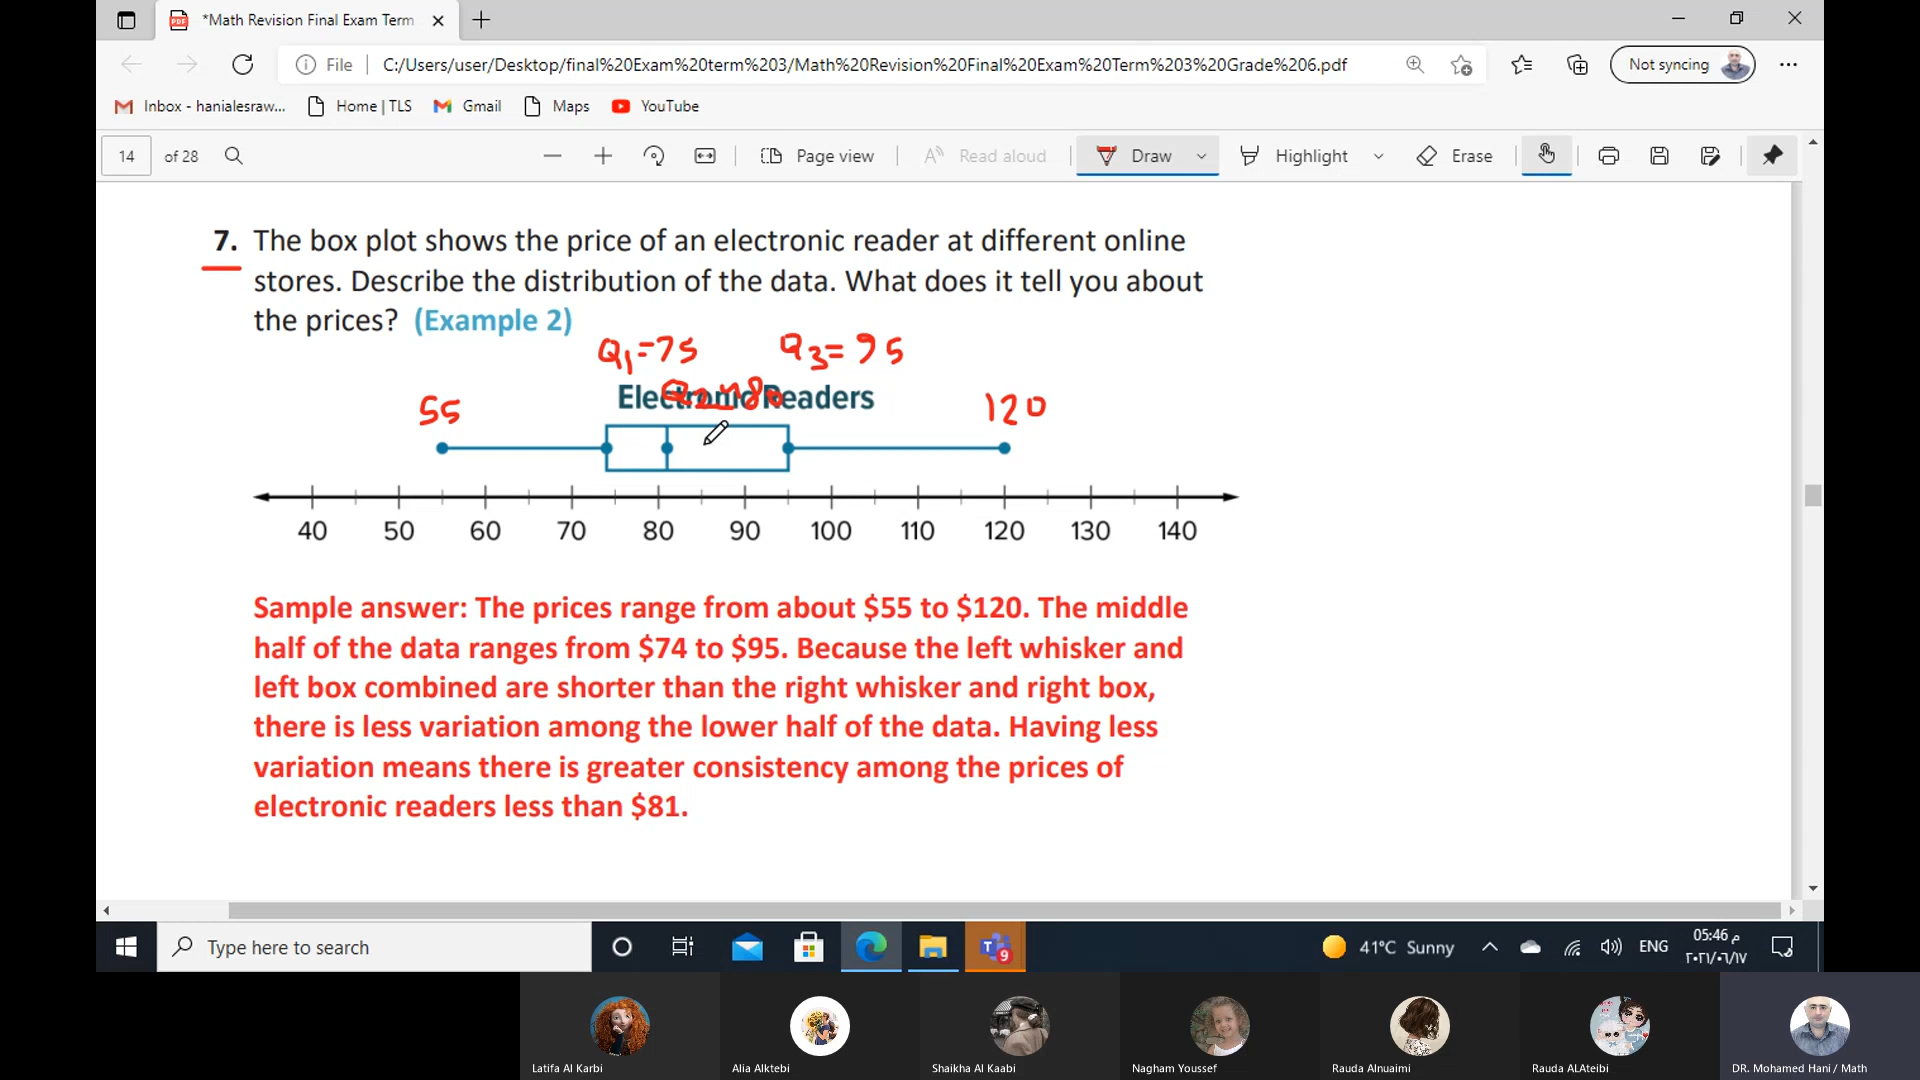 *Math Revision Final Exam Term
File C:/Users/user/Desktop/final%20Exam%20term%203/Math%20Revision%20Final%20Exam%20Term%203%20Grade%206.pdf Not syncing
Inbox - hanialesraw... Home | TLS Gmail Maps YouTube
14 of 28 Page view Read aloud Draw Highlight Erase
7. The box plot shows the price of an electronic reader at different online
stores. Describe the distribution of the data. What does it tell you about
the prices? (Example 2)
Q1=75 Q3=95
Electronic Readers
55 120
40 50 60 70 80 90 100 110 120 130 140
Sample answer: The prices range from about $55 to $120. The middle
half of the data ranges from $74 to $95. Because the left whisker and
left box combined are shorter than the right whisker and right box,
there is less variation among the lower half of the data. Having less
variation means there is greater consistency among the prices of
electronic readers less than $81.
Type here to search 9 41°C Sunny ENG 05:46 م
٢٠٢١/٠٦/١٧
Latifa Al Karbi Alia Alktebi Shaikha Al Kaabi Nagham Youssef Rauda Alnuaimi Rauda ALAteibi DR. Mohamed Hani / Math